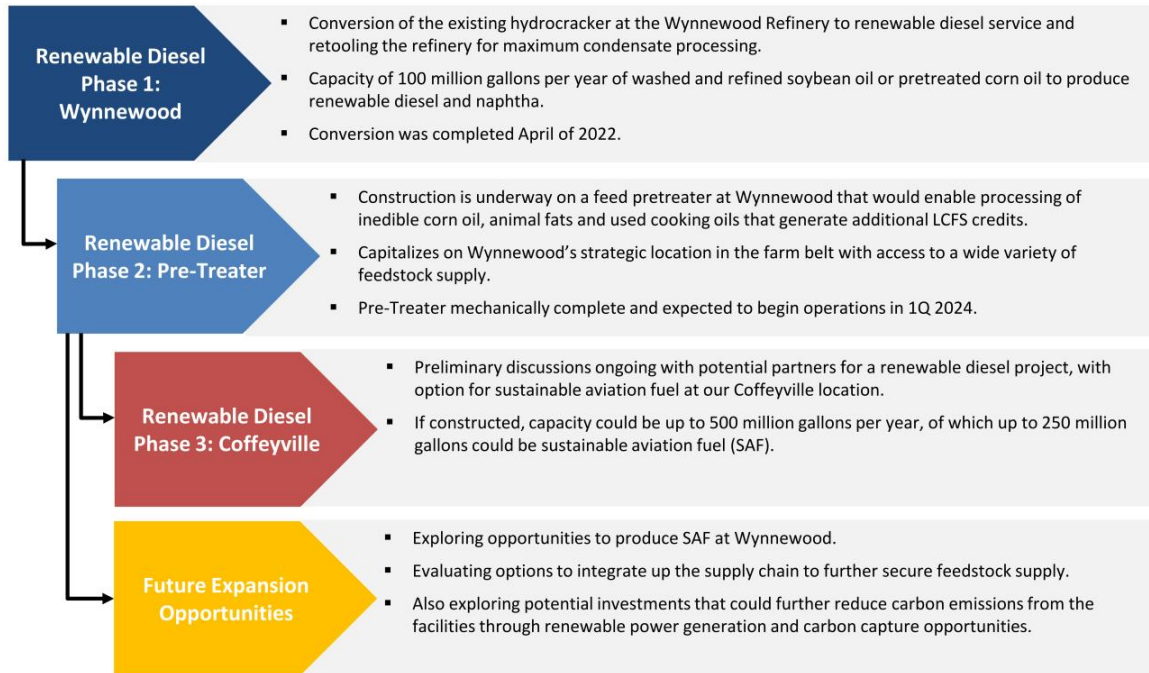 Renewable Diesel
Phase 1:
Wynnewood
▪ Conversion of the existing hydrocracker at the Wynnewood Refinery to renewable diesel service and
retooling the refinery for maximum condensate processing.
▪ Capacity of 100 million gallons per year of washed and refined soybean oil or pretreated corn oil to produce
renewable diesel and naphtha.
▪ Conversion was completed April of 2022.
Renewable Diesel
Phase 2: Pre-Treater
▪ Construction is underway on a feed pretreater at Wynnewood that would enable processing of
inedible corn oil, animal fats and used cooking oils that generate additional LCFS credits.
▪ Capitalizes on Wynnewood’s strategic location in the farm belt with access to a wide variety of
feedstock supply.
▪ Pre-Treater mechanically complete and expected to begin operations in 1Q 2024.
Renewable Diesel
Phase 3: Coffeyville
▪ Preliminary discussions ongoing with potential partners for a renewable diesel project, with
option for sustainable aviation fuel at our Coffeyville location.
▪ If constructed, capacity could be up to 500 million gallons per year, of which up to 250 million
gallons could be sustainable aviation fuel (SAF).
Future Expansion
Opportunities
▪ Exploring opportunities to produce SAF at Wynnewood.
▪ Evaluating options to integrate up the supply chain to further secure feedstock supply.
▪ Also exploring potential investments that could further reduce carbon emissions from the
facilities through renewable power generation and carbon capture opportunities.